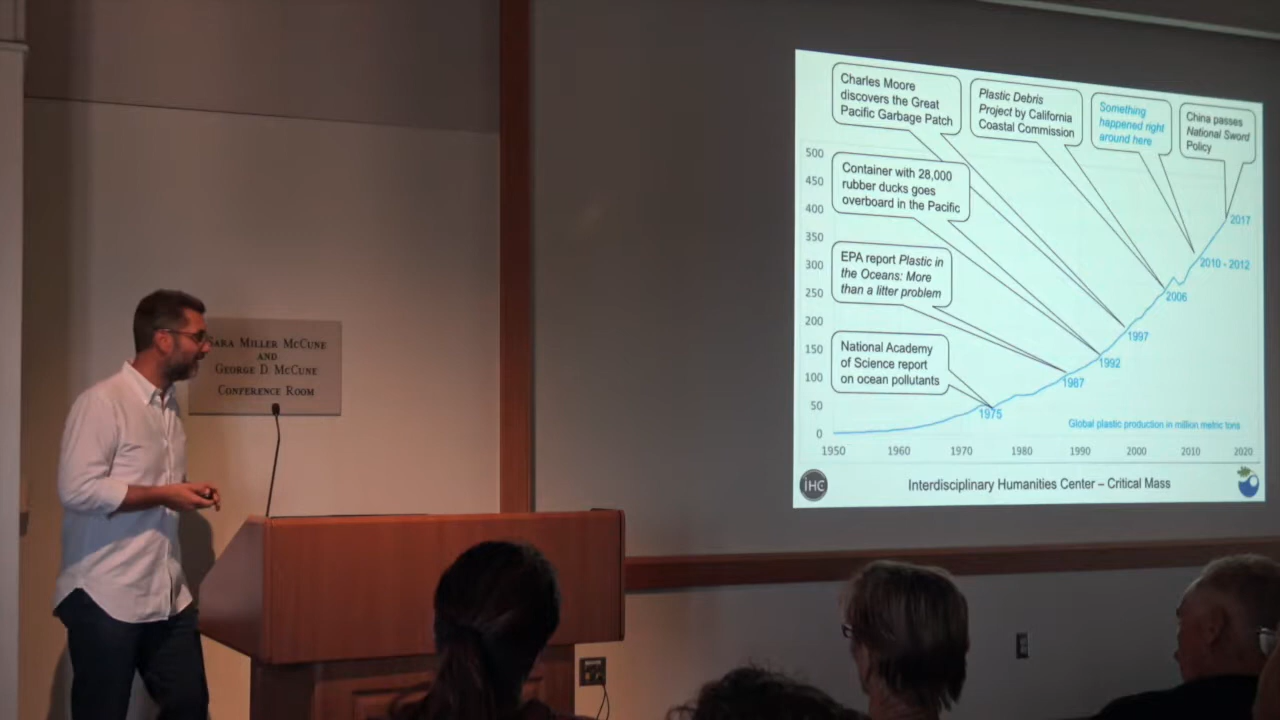 SARA MILLER MCCUNE
AND
GEORGE D. MCCUNE
CONFERENCE ROOM
Charles Moore
discovers the Great
Pacific Garbage Patch
Plastic Debris
Project by California
Coastal Commission
Something
happened right
around here
China passes
National Sword
Policy
Container with 28,000
rubber ducks goes
overboard in the Pacific
EPA report Plastic in
the Oceans: More
than a litter problem
National Academy
of Science report
on ocean pollutants
500
450
400
350
300
250
200
150
100
50
0
2017
2010 - 2012
2006
1997
1992
1987
1975
Global plastic production in million metric tons
1950 1960 1970 1980 1990 2000 2010 2020
IHC
Interdisciplinary Humanities Center – Critical Mass